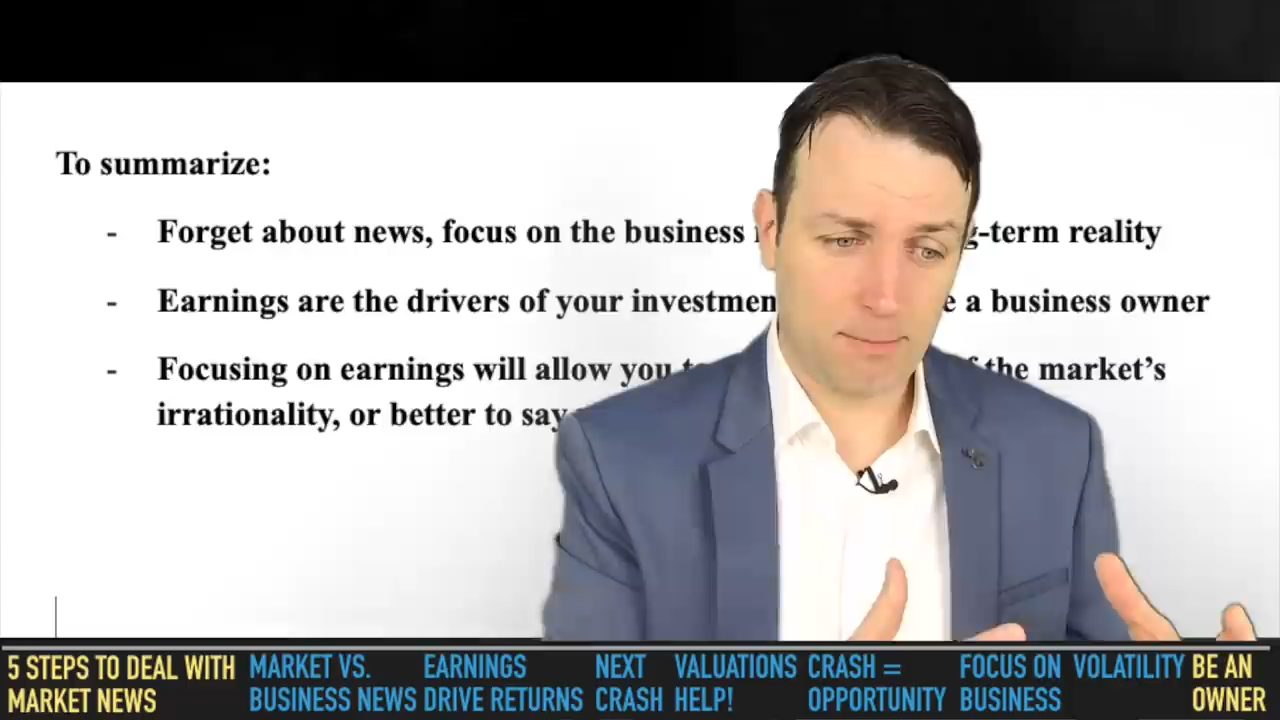 To summarize:
- Forget about news, focus on the business g-term reality
- Earnings are the drivers of your investmen e a business owner
- Focusing on earnings will allow you the market’s
irrationality, or better to say
5 STEPS TO DEAL WITH MARKET VS. EARNINGS NEXT VALUATIONS CRASH = FOCUS ON VOLATILITY BE AN
MARKET NEWS BUSINESS NEWS DRIVE RETURNS CRASH HELP! OPPORTUNITY BUSINESS OWNER